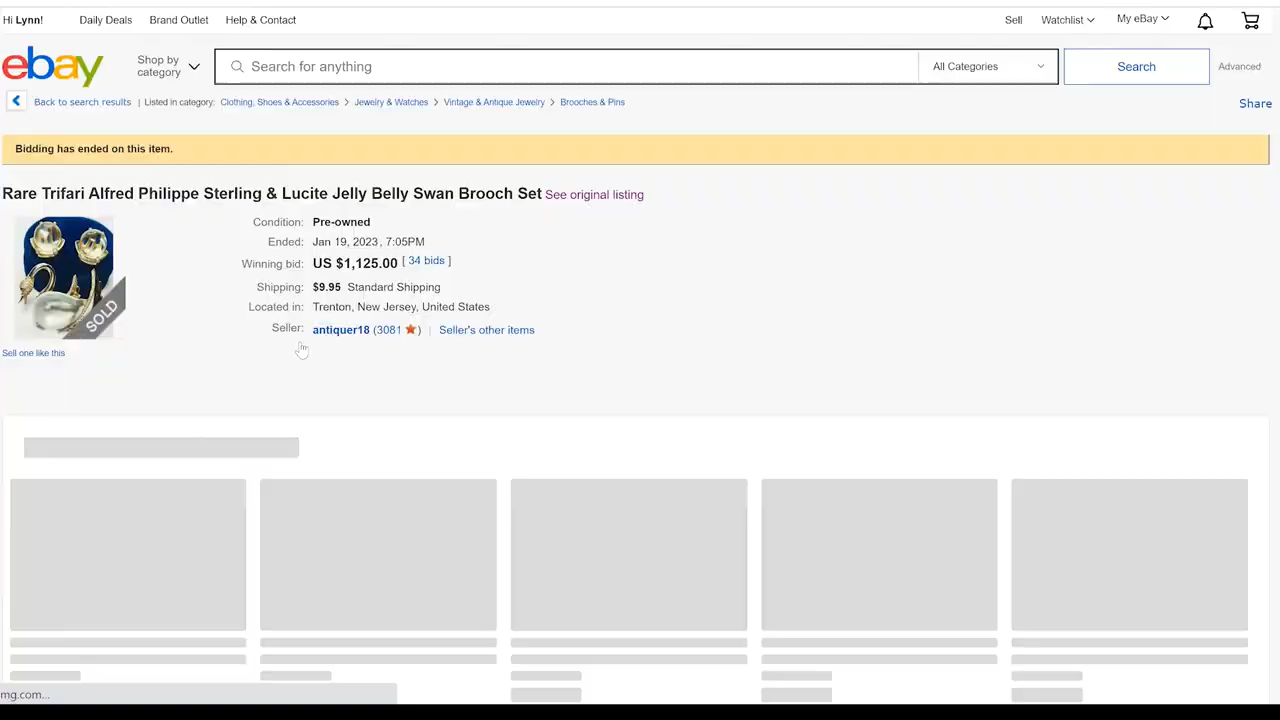 Hi Lynn! Daily Deals Brand Outlet Help & Contact Sell Watchlist My eBay
ebay Shop by category Search for anything All Categories Search Advanced
Back to search results | Listed in category: Clothing, Shoes & Accessories > Jewelry & Watches > Vintage & Antique Jewelry > Brooches & Pins
Share
Bidding has ended on this item.
Rare Trifari Alfred Philippe Sterling & Lucite Jelly Belly Swan Brooch Set See original listing
Condition: Pre-owned
Ended: Jan 19, 2023, 7:05PM
Winning bid: US $1,125.00 [ 34 bids ]
Shipping: $9.95 Standard Shipping
Located in: Trenton, New Jersey, United States
Seller: antiquer18 (3081) | Seller's other items
SOLD
Sell one like this
mg.com...